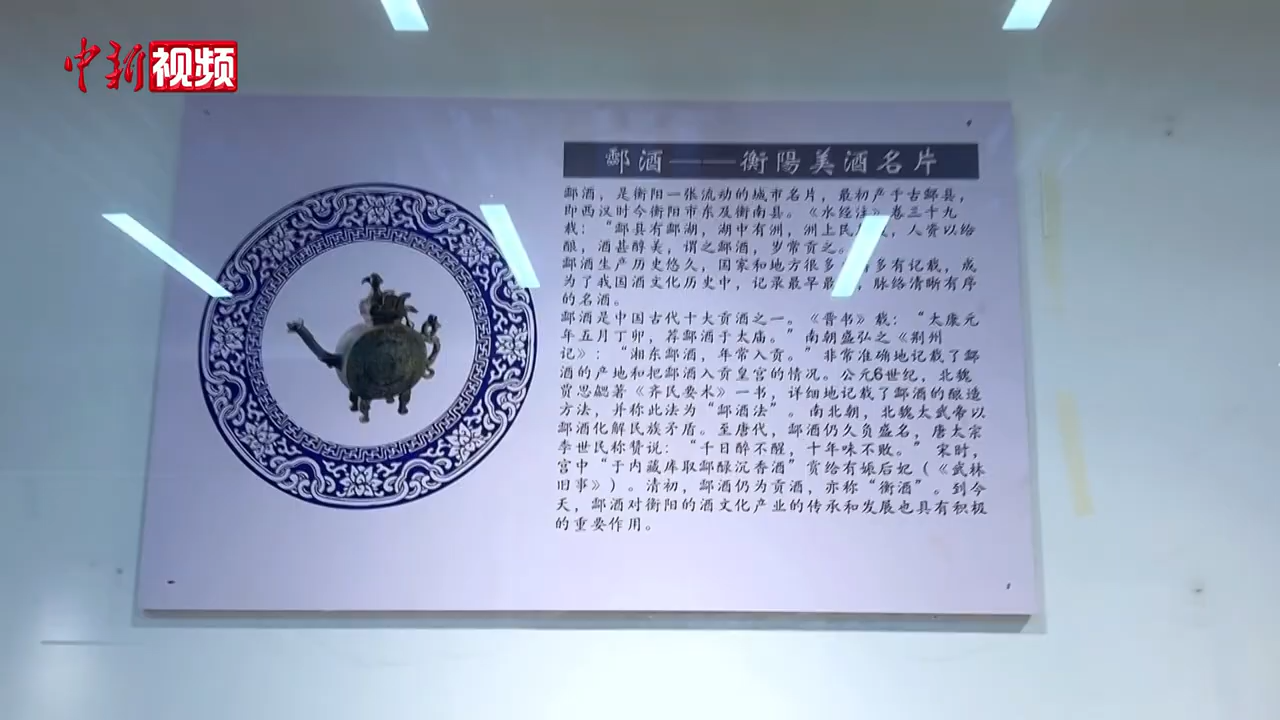 中新视频
酃酒——衡陽美酒名片
酃酒，是衡阳一张流动的城市名片，最初产于古酃县，
即西汉时今衡阳市东及衡南县。《水经注》卷三十九
载：“酃县有酃湖，湖中有洲，洲上民居，人资以给
酿，酒甚醇美，谓之酃酒，岁常贡之。
酃酒生产历史悠久，国家和地方很多多有记载，成
为了我国酒文化历史中，记录最早最，脉络清晰有序
的名酒。
酃酒是中国古代十大贡酒之一。《晋书》载：“太康元
年五月丁卯，荐酃酒于太庙。”南朝盛弘之《荆州
记》：“湘东酃酒，年常入贡。”非常准确地记载了酃
酒的产地和把酃酒入贡皇宫的情况。公元6世纪，北魏
贾思勰著《齐民要术》一书，详细地记载了酃酒的酿造
方法，并称此法为“酃酒法”。南北朝，北魏太武帝以
酃酒化解民族矛盾。至唐代，酃酒仍久负盛名，唐太宗
李世民称赞说：“千日醉不醒，十年味不败。”宋时，
宫中“于内藏库取酃醁沉香酒”赏给有娠后妃（《武林
旧事》）。清初，酃酒仍为贡酒，亦称“衡酒”。到今
天，酃酒对衡阳的酒文化产业的传承和发展也具有积极
的重要作用。